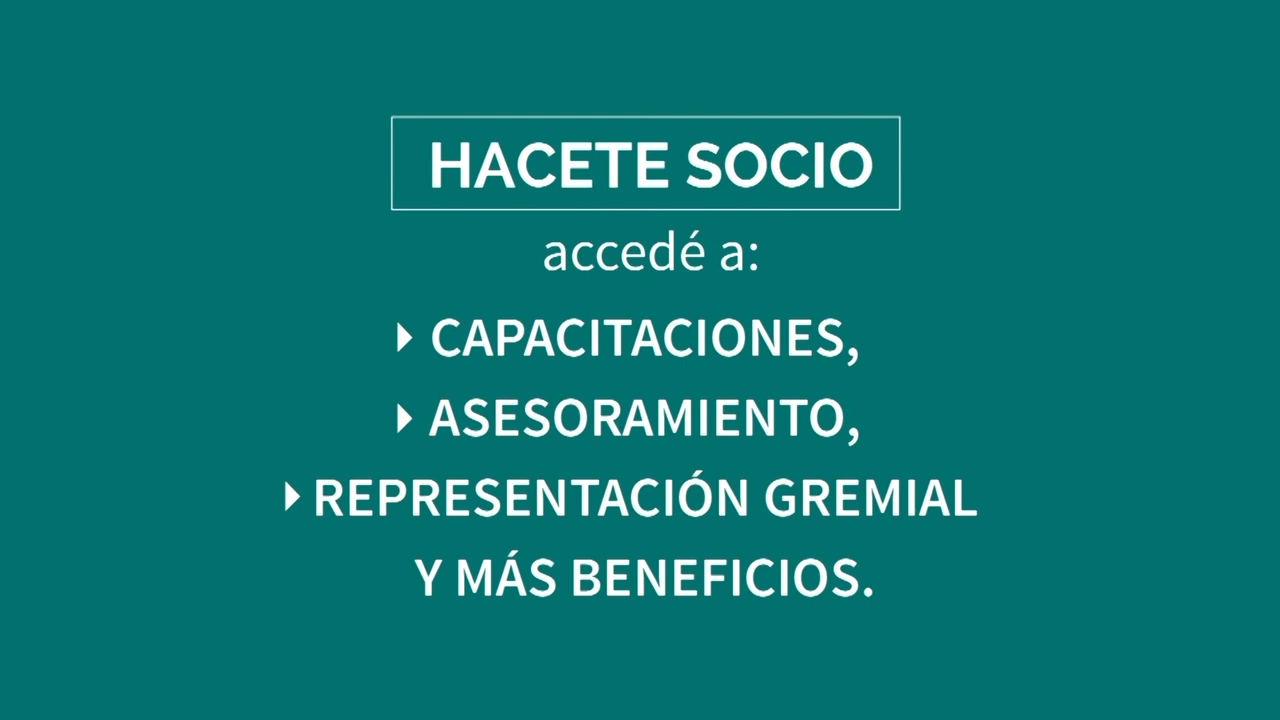 HACETE SOCIO
accedé a:
CAPACITACIONES,
ASESORAMIENTO,
REPRESENTACIÓN GREMIAL
Y MÁS BENEFICIOS.